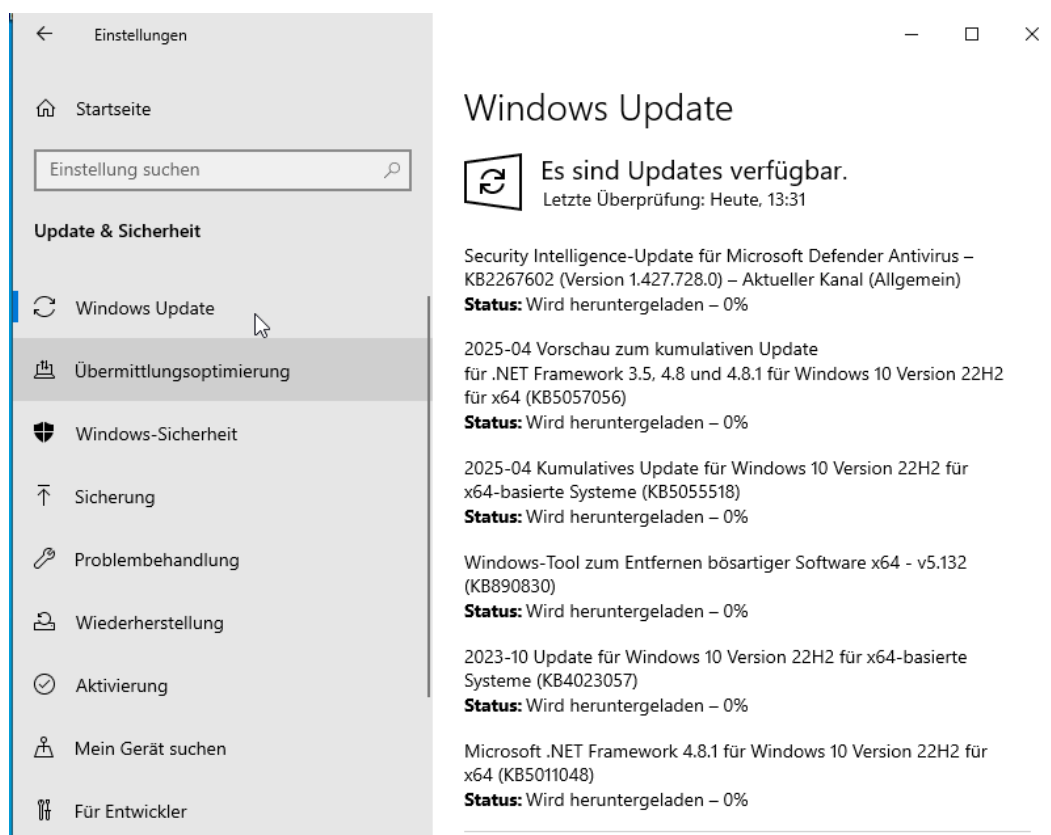 Einstellungen
Startseite
Einstellung suchen
Update & Sicherheit
Windows Update
Übermittlungsoptimierung
Windows-Sicherheit
Sicherung
Problembehandlung
Wiederherstellung
Aktivierung
Mein Gerät suchen
Für Entwickler
Windows Update
Es sind Updates verfügbar.
Letzte Überprüfung: Heute, 13:31
Security Intelligence-Update für Microsoft Defender Antivirus –
KB2267602 (Version 1.427.728.0) – Aktueller Kanal (Allgemein)
Status: Wird heruntergeladen – 0%
2025-04 Vorschau zum kumulativen Update
für .NET Framework 3.5, 4.8 und 4.8.1 für Windows 10 Version 22H2
für x64 (KB5057056)
Status: Wird heruntergeladen – 0%
2025-04 Kumulatives Update für Windows 10 Version 22H2 für
x64-basierte Systeme (KB5055518)
Status: Wird heruntergeladen – 0%
Windows-Tool zum Entfernen bösartiger Software x64 - v5.132
(KB890830)
Status: Wird heruntergeladen – 0%
2023-10 Update für Windows 10 Version 22H2 für x64-basierte
Systeme (KB4023057)
Status: Wird heruntergeladen – 0%
Microsoft .NET Framework 4.8.1 für Windows 10 Version 22H2 für
x64 (KB5011048)
Status: Wird heruntergeladen – 0%